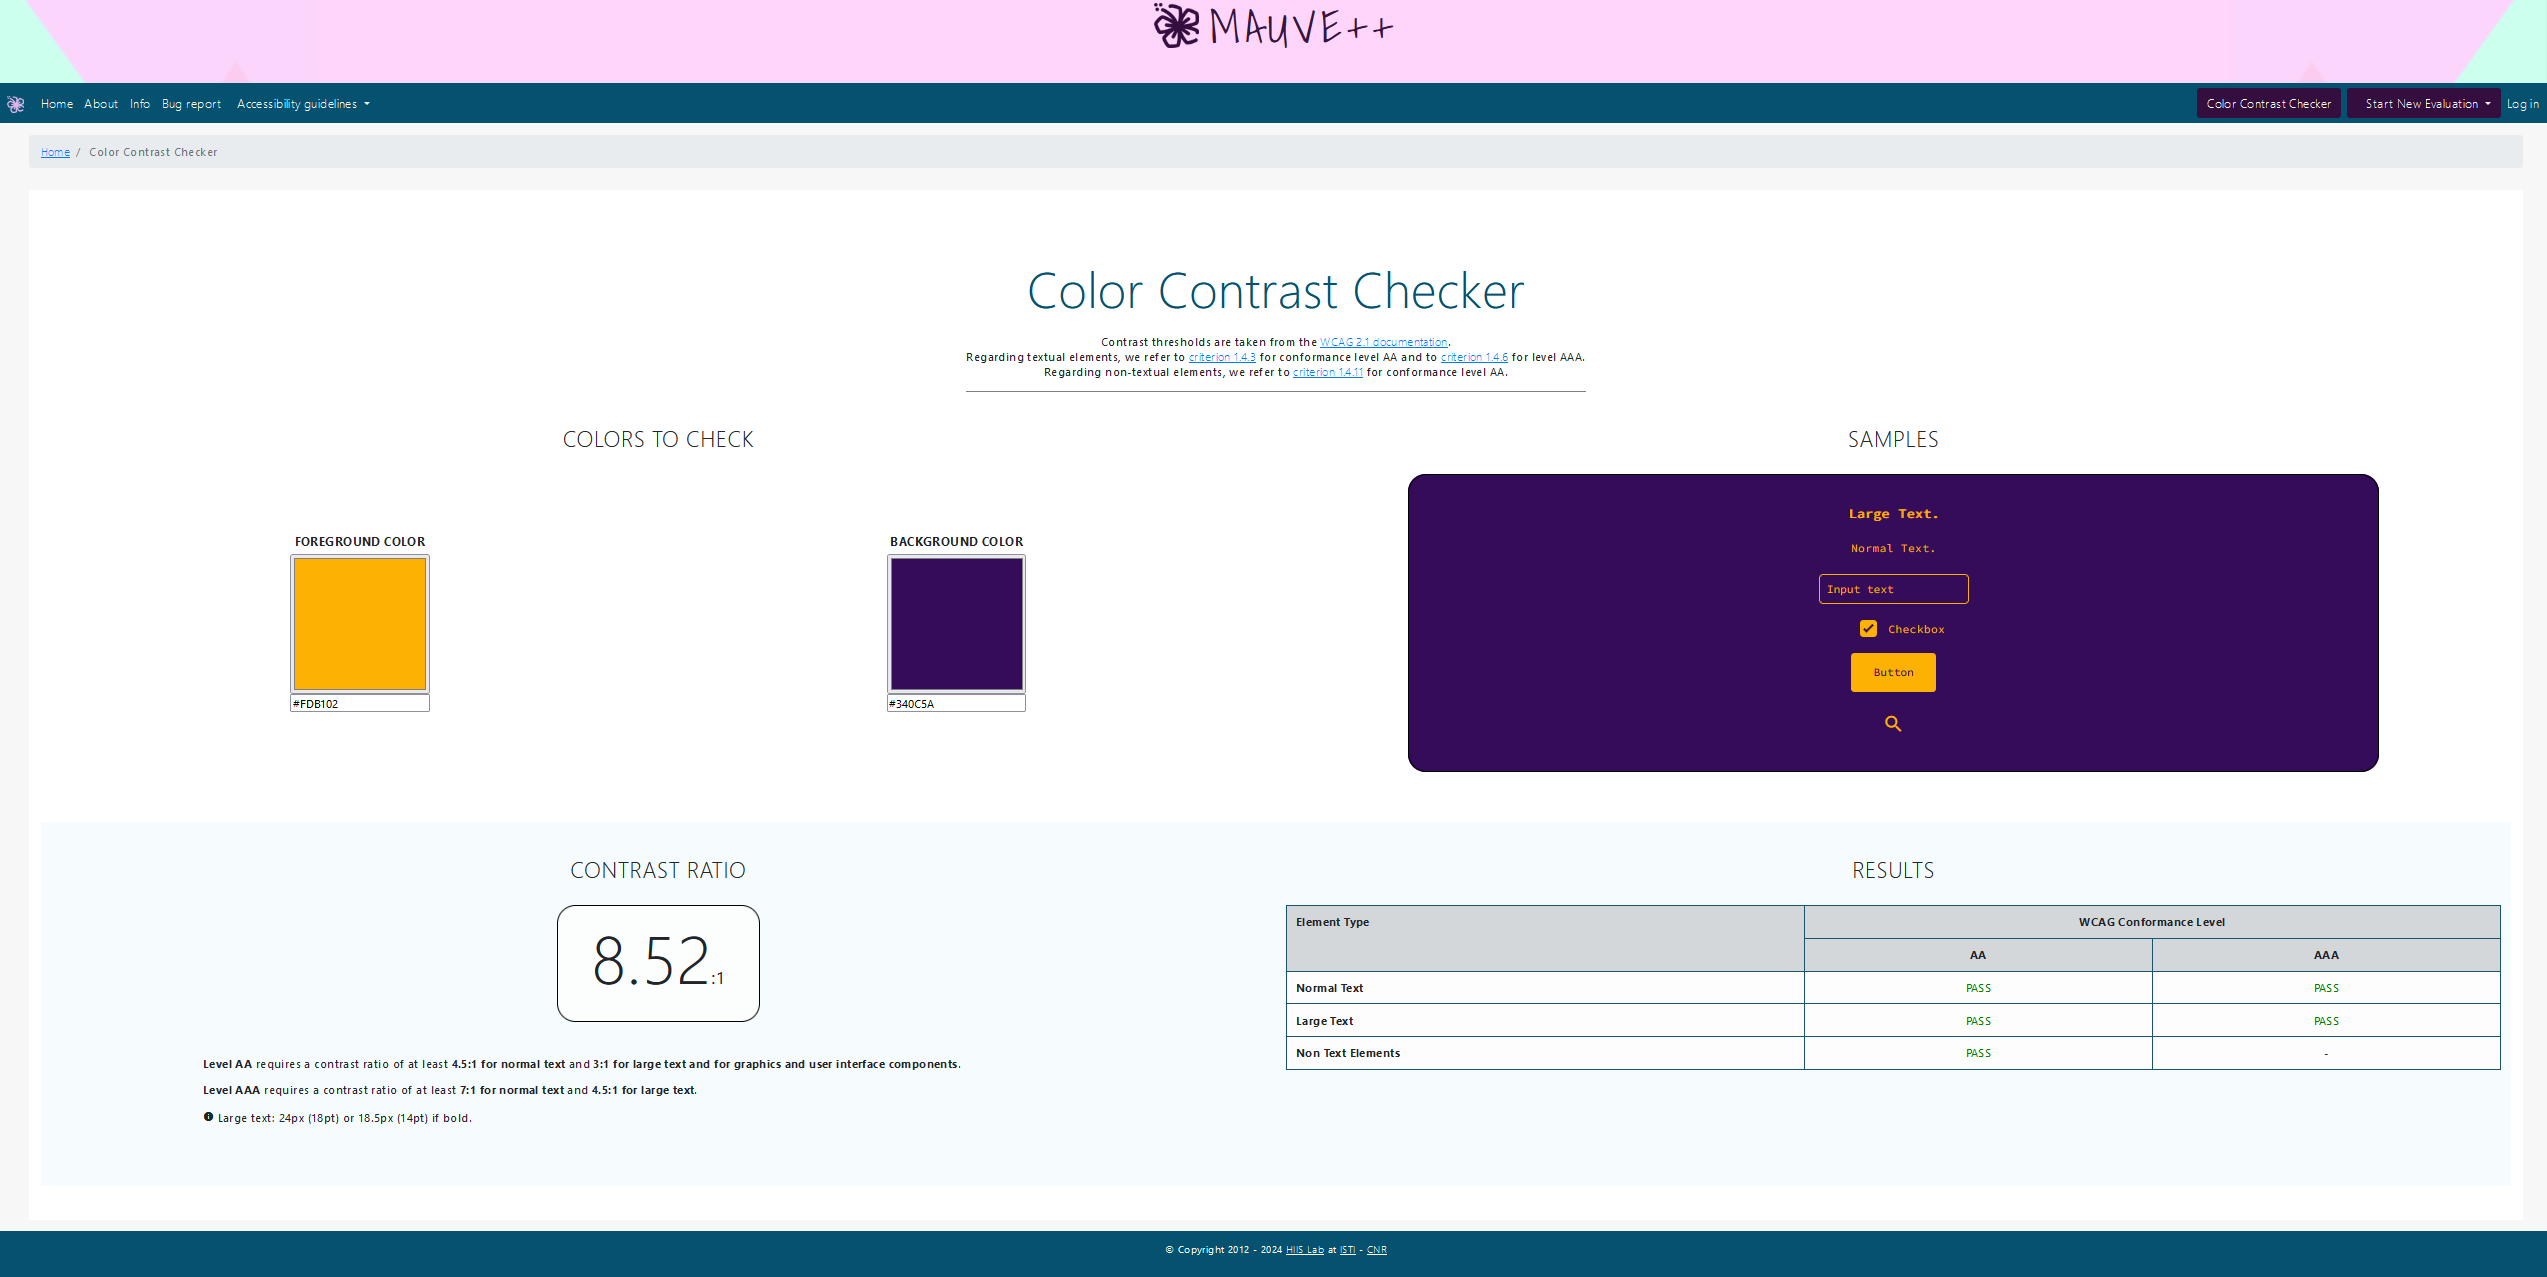 MAUVE++
Home About Info Bug report Accessibility guidelines
Color Contrast Checker Start New Evaluation Log in
Home / Color Contrast Checker
Color Contrast Checker
Contrast thresholds are taken from the WCAG 2.1 documentation.
Regarding textual elements, we refer to criterion 1.4.3 for conformance level AA and to criterion 1.4.6 for level AAA.
Regarding non-textual elements, we refer to criterion 1.4.11 for conformance level AA.
COLORS TO CHECK
FOREGROUND COLOR
#FDB102
BACKGROUND COLOR
#340C5A
SAMPLES
Large Text.
Normal Text.
Input text
Checkbox
Button
CONTRAST RATIO
8.52:1
Level AA requires a contrast ratio of at least 4.5:1 for normal text and 3:1 for large text and for graphics and user interface components.
Level AAA requires a contrast ratio of at least 7:1 for normal text and 4.5:1 for large text.
Large text: 24px (18pt) or 18.5px (14pt) if bold.
RESULTS
Element Type WCAG Conformance Level
AA AAA
Normal Text PASS PASS
Large Text PASS PASS
Non Text Elements PASS -
© Copyright 2012 - 2024 HIIS Lab at ISTI - CNR